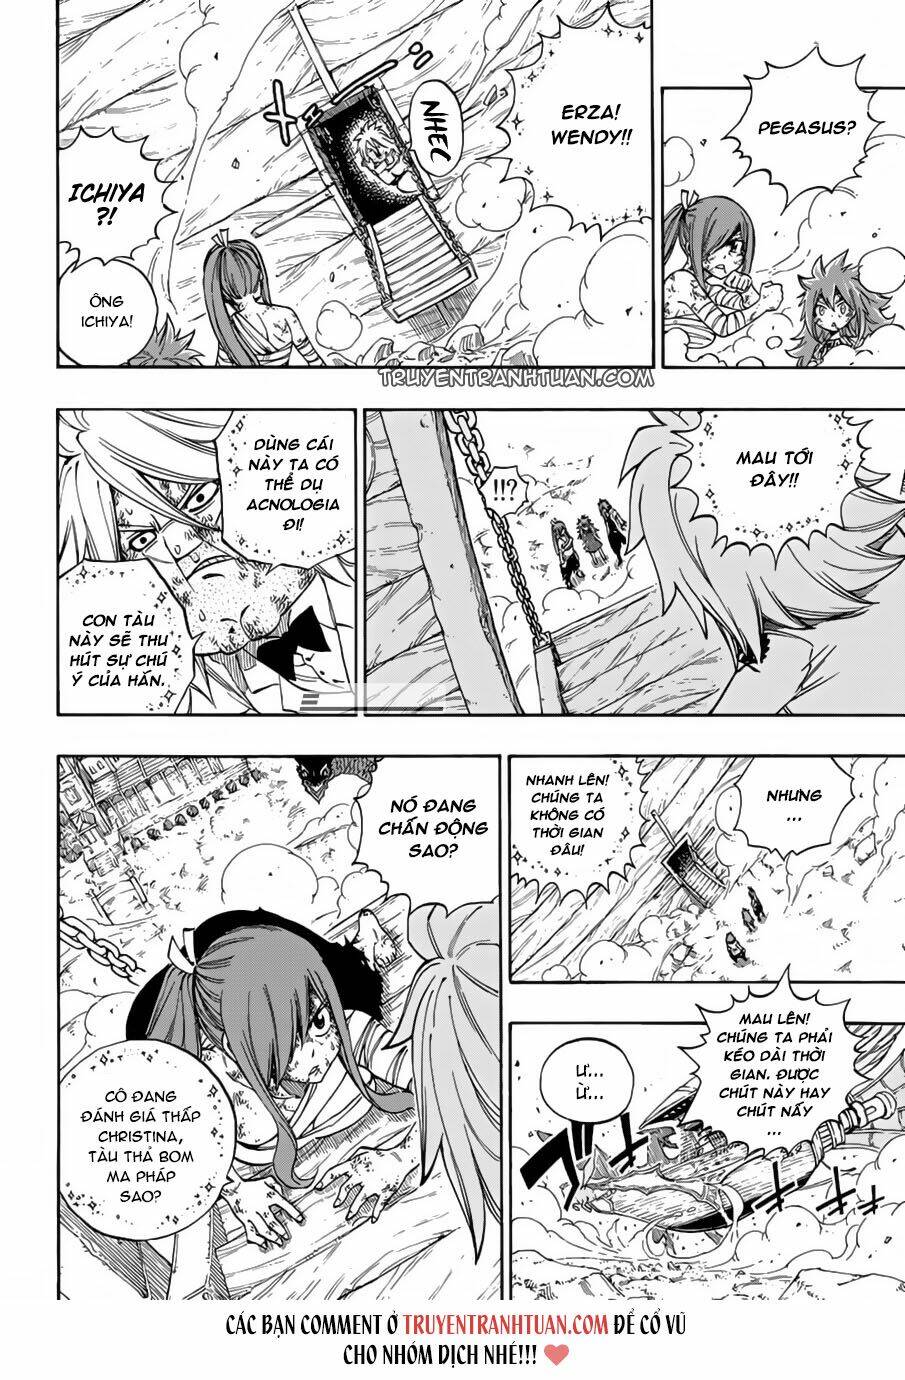 PEGASUS?
ERZA!
WENDY!!
NHEC
ICHIYA
?!
ÔNG
ICHIYA!
TRUYENTRANHTUAN.COM
MAU TỚI
ĐÂY!!
!!?
DÙNG CÁI
NÀY TA CÓ
THỂ DỤ
ACNOLOGIA
ĐI!
CON TÀU
NÀY SẼ THU
HÚT SỰ CHÚ
Ý CỦA HẮN.
NHƯNG
...
NHANH LÊN!
CHÚNG TA
KHÔNG CÓ
THỜI GIAN
ĐÂU!
MAU LÊN!
CHÚNG TA PHẢI
KÉO DÀI THỜI
GIAN. ĐƯỢC
CHÚT NÀY HAY
CHÚT NẤY
...
Ư...
Ừ...
NÓ ĐANG
CHẤN ĐỘNG
SAO?
CÔ ĐANG
ĐÁNH GIÁ THẤP
CHRISTINA,
TÀU THẢ BOM
MA PHÁP
SAO?
CÁC BẠN COMMENT Ở TRUYENTRANHTUAN.COM ĐỂ CỔ VŨ
CHO NHÓM DỊCH NHÉ!!! ❤